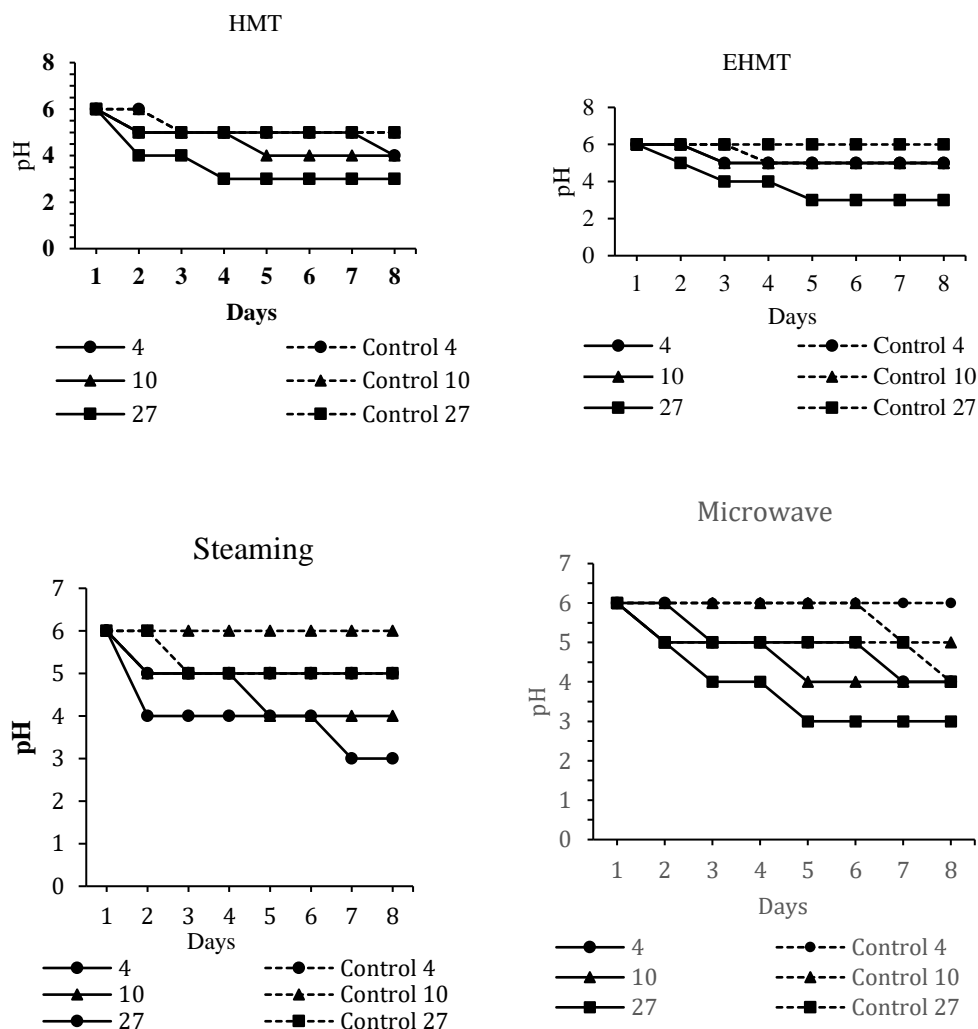 HMT
8
6
4
2
0
pH
1 2 3 4 5 6 7 8
Days
4 Control 4
10 Control 10
27 Control 27
EHMT
8
6
4
2
0
pH
1 2 3 4 5 6 7 8
Days
4 Control 4
10 Control 10
27 Control 27
Steaming
7
6
5
4
3
2
1
0
pH
1 2 3 4 5 6 7 8
Days
4 Control 4
10 Control 10
27 Control 27
Microwave
7
6
5
4
3
2
1
0
pH
1 2 3 4 5 6 7 8
Days
4 Control 4
10 Control 10
27 Control 27